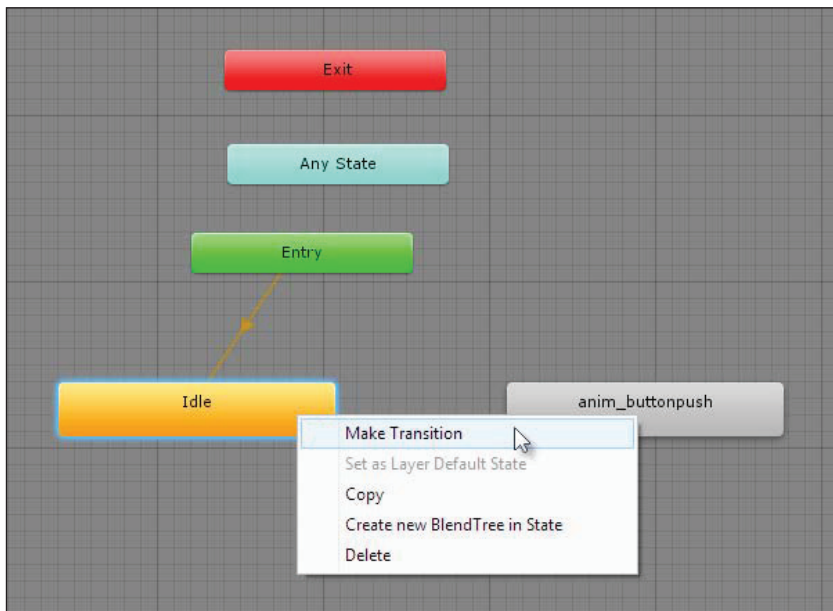 Exit
Any State
Entry
Idle
anim_buttonpush
Make Transition
Set as Layer Default State
Copy
Create new BlendTree in State
Delete